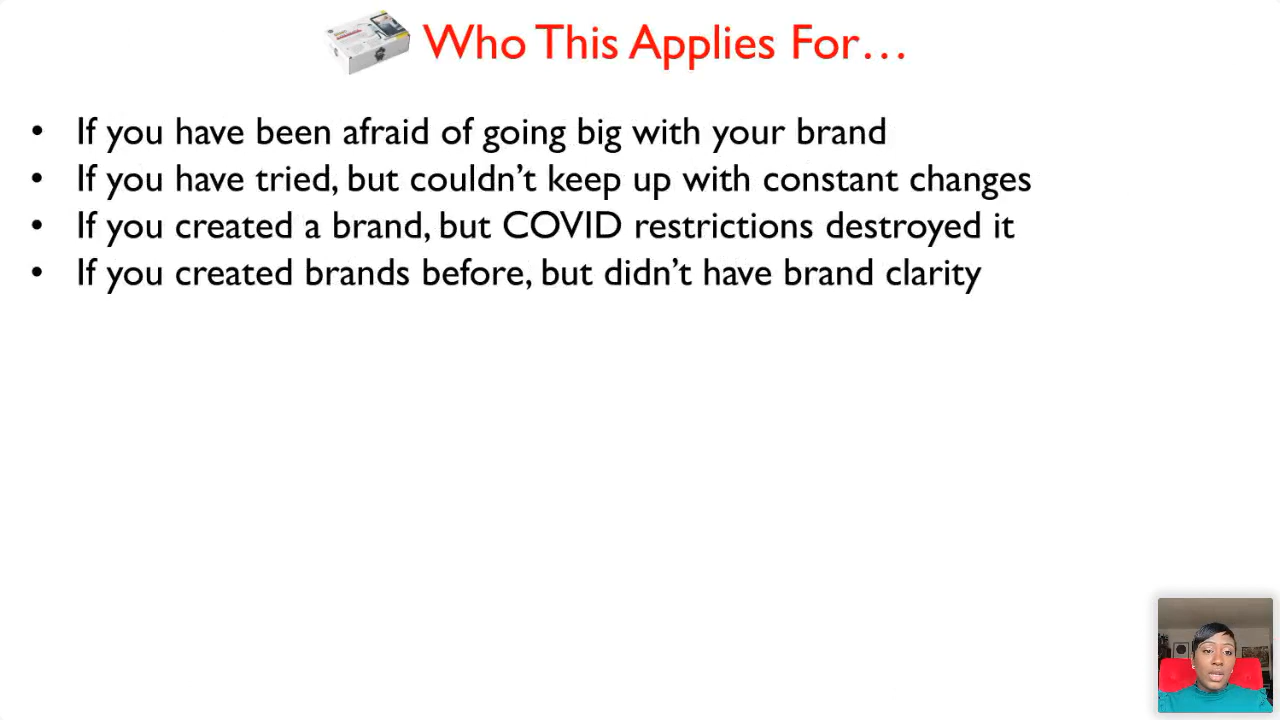 Who This Applies For…
• If you have been afraid of going big with your brand
• If you have tried, but couldn’t keep up with constant changes
• If you created a brand, but COVID restrictions destroyed it
• If you created brands before, but didn’t have brand clarity